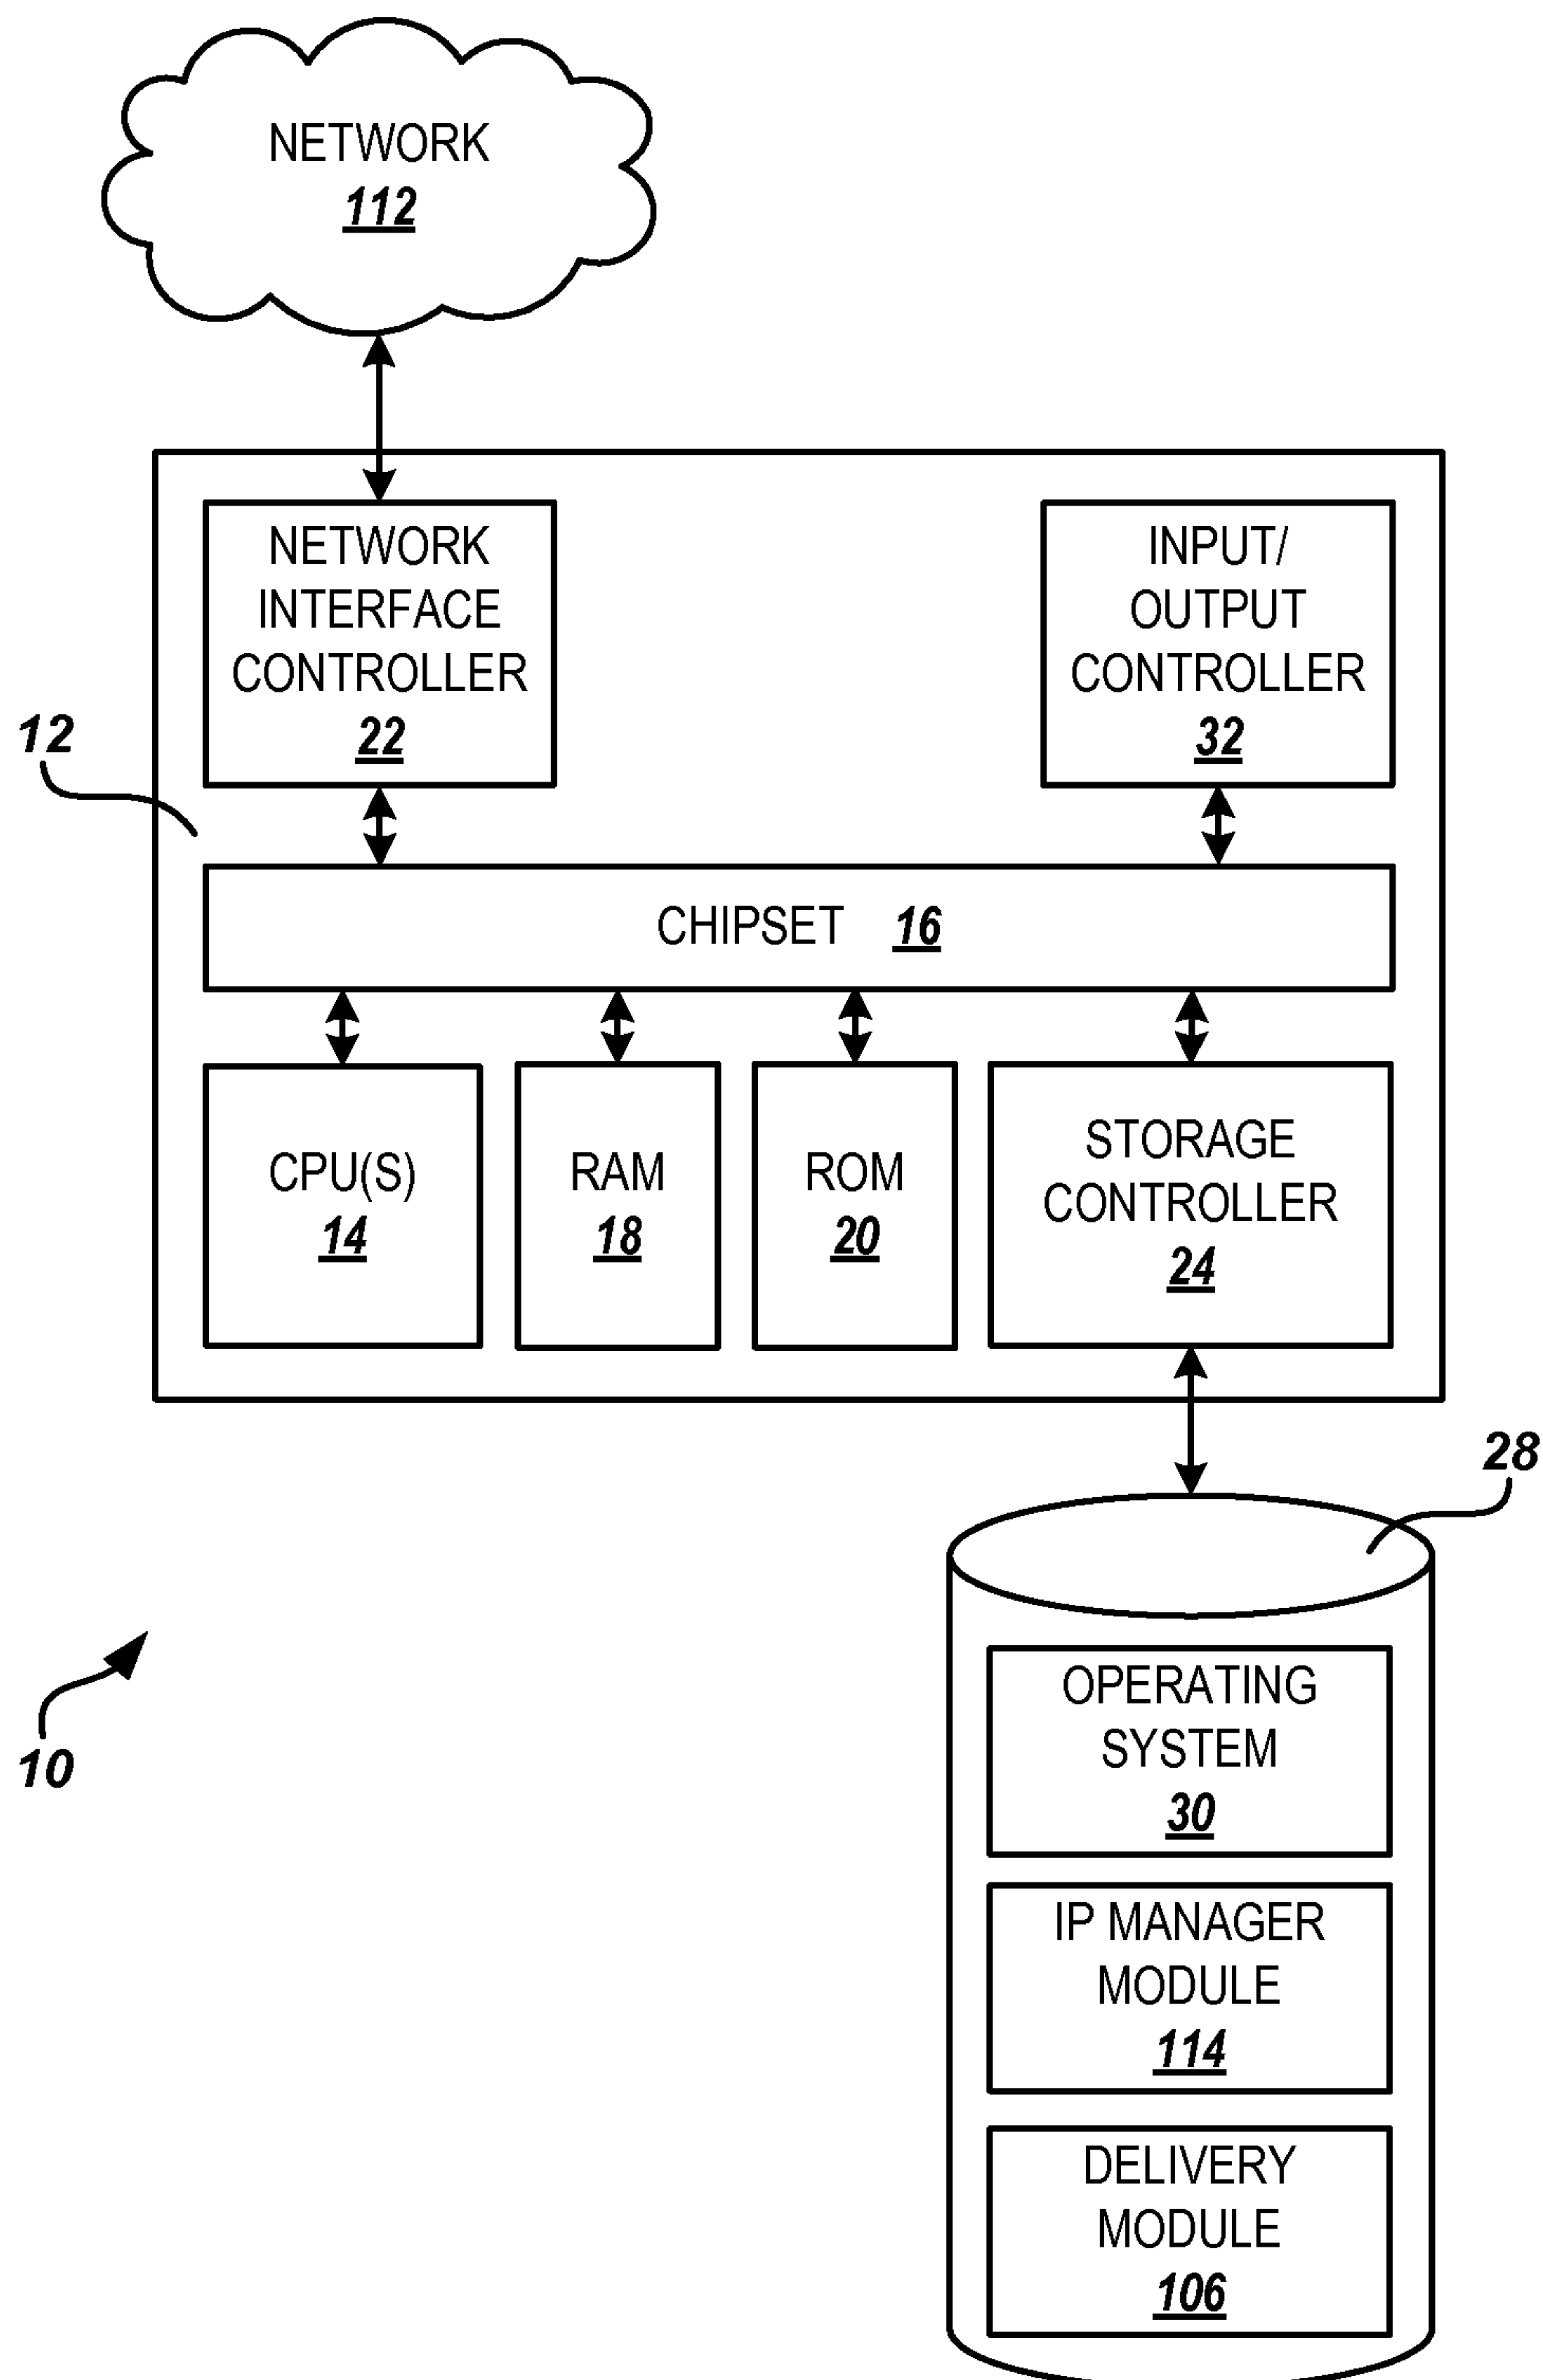 NETWORK
112
NETWORK
INTERFACE
CONTROLLER
22
INPUT/
OUTPUT
CONTROLLER
32
12
CHIPSET 16
CPU(S)
14
RAM
18
ROM
20
STORAGE
CONTROLLER
24
28
OPERATING
SYSTEM
30
10
IP MANAGER
MODULE
114
DELIVERY
MODULE
106